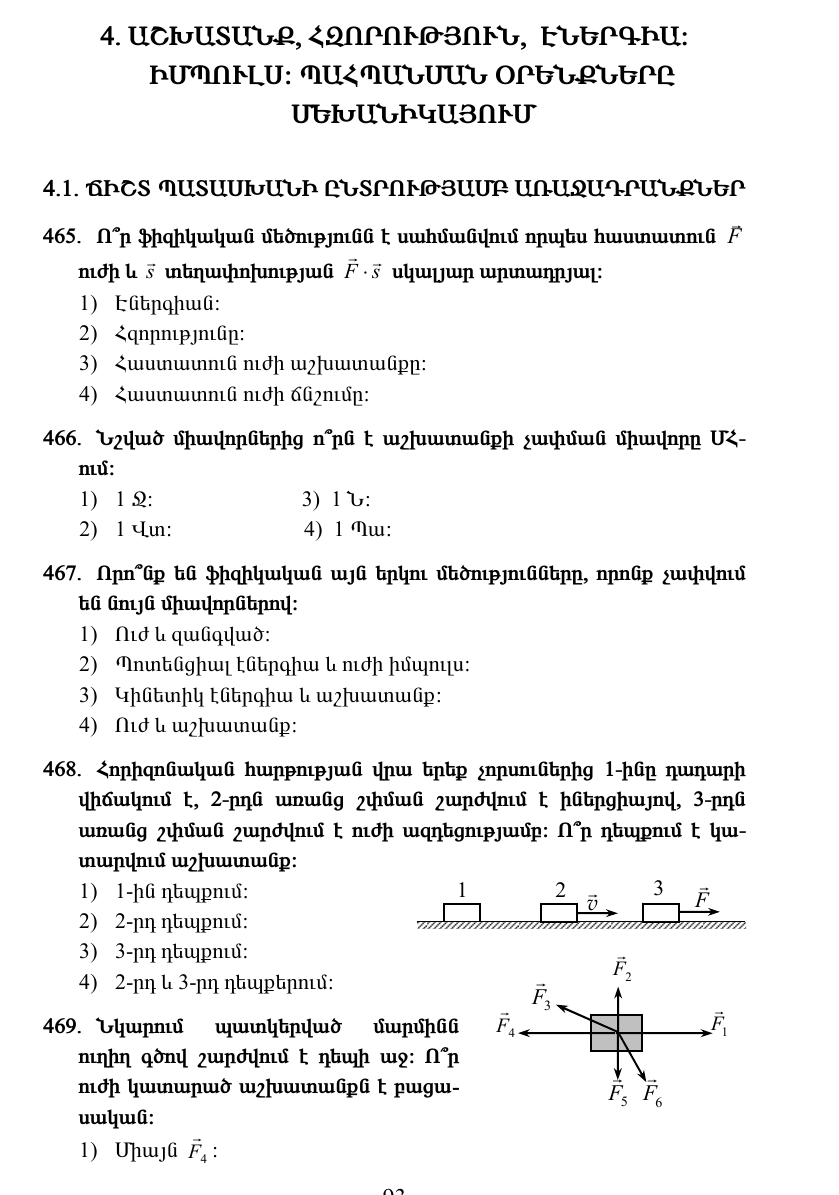 4. ԱՇԽԱՏԱՆՔ, ՀԶՈՐՈՒԹՅՈՒՆ, ԷՆԵՐԳԻԱ:
ԻՄՊՈՒԼՍ: ՊԱՀՊԱՆՄԱՆ ՕՐԵՆՔՆԵՐԸ
ՄԵԽԱՆԻԿԱՅՈՒՄ
4.1. ՃԻՇՏ ՊԱՏԱՍԽԱՆԻ ԸՆՏՐՈՒԹՅԱՄԲ ԱՌԱՋԱԴՐԱՆՔՆԵՐ
465. Ո՞ր ֆիզիկական մեծությունն է սահմանվում որպես հաստատուն F⃗
ուժի և s⃗ տեղափոխության F⃗ · s⃗ սկալյար արտադրյալ:
1) Էներգիան:
2) Հզորությունը:
3) Հաստատուն ուժի աշխատանքը:
4) Հաստատուն ուժի ճնշումը:
466. Նշված միավորներից ո՞րն է աշխատանքի չափման միավորը ՄՀ-
ում:
1) 1 Ջ: 3) 1 Ն:
2) 1 Վտ: 4) 1 Պա:
467. Որո՞նք են ֆիզիկական այն երկու մեծությունները, որոնք չափվում
են նույն միավորներով:
1) Ուժ և զանգված:
2) Պոտենցիալ էներգիա և ուժի իմպուլս:
3) Կինետիկ էներգիա և աշխատանք:
4) Ուժ և աշխատանք:
468. Հորիզոնական հարթության վրա երեք չորսուներից 1-ինը դադարի
վիճակում է, 2-րդն առանց շփման շարժվում է իներցիայով, 3-րդն
առանց շփման շարժվում է ուժի ազդեցությամբ: Ո՞ր դեպքում է կա-
տարվում աշխատանք:
1) 1-ին դեպքում:
2) 2-րդ դեպքում:
3) 3-րդ դեպքում:
4) 2-րդ և 3-րդ դեպքերում:
1 2 3
v⃗ F⃗
469. Նկարում պատկերված մարմինն
ուղիղ գծով շարժվում է դեպի աջ: Ո՞ր
ուժի կատարած աշխատանքն է բացա-
սական:
1) Միայն F⃗₄ :
F⃗₂
F⃗₃
F⃗₄ F⃗₁
F⃗₅ F⃗₆